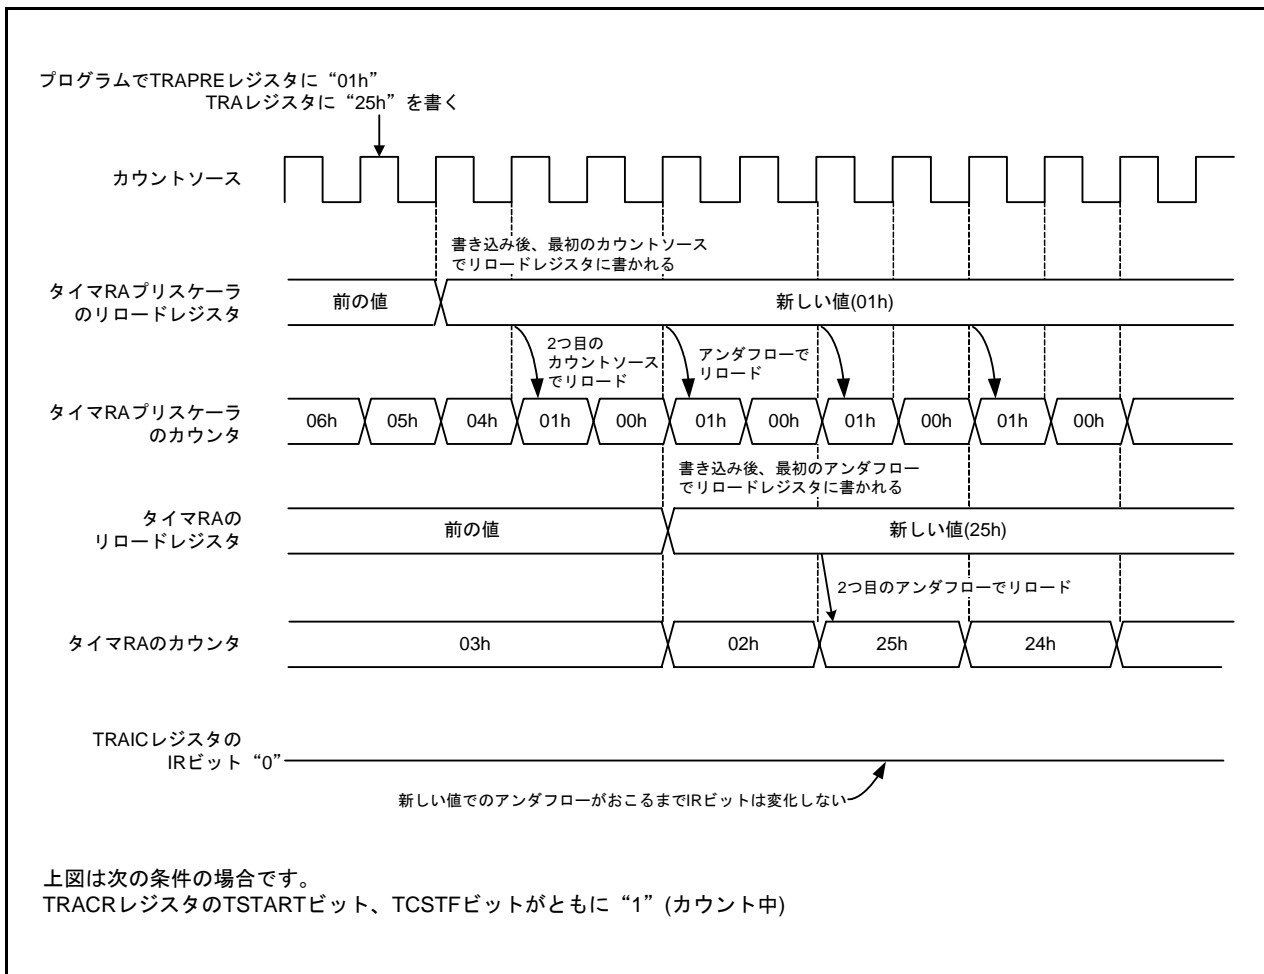 プログラムでTRAPREレジスタに“01h”
TRAレジスタに“25h”を書く
カウントソース
書き込み後、最初のカウントソース
でリロードレジスタに書かれる
タイマRAプリスケーラ
のリロードレジスタ
前の値
新しい値(01h)
2つ目の
カウントソース
でリロード
アンダフローで
リロード
タイマRAプリスケーラ
のカウンタ
06h 05h 04h 01h 00h 01h 00h 01h 00h 01h 00h
書き込み後、最初のアンダフロー
でリロードレジスタに書かれる
タイマRAの
リロードレジスタ
前の値
新しい値(25h)
2つ目のアンダフローでリロード
タイマRAのカウンタ
03h 02h 25h 24h
TRAICレジスタの
IRビット“0”
新しい値でのアンダフローがおこるまでIRビットは変化しない
上図は次の条件の場合です。
TRACRレジスタのTSTARTビット、TCSTFビットがともに“1”(カウント中)